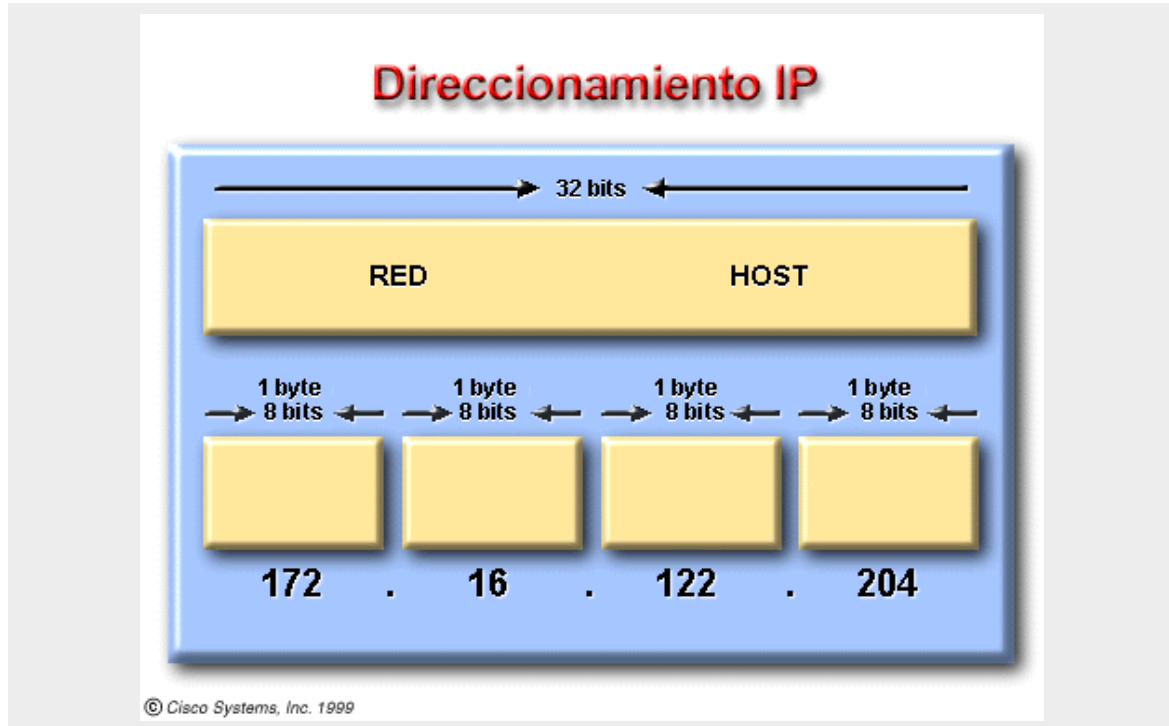 Direccionamiento IP
32 bits
RED HOST
1 byte 1 byte 1 byte 1 byte
8 bits 8 bits 8 bits 8 bits
172 . 16 . 122 . 204
© Cisco Systems, Inc. 1999